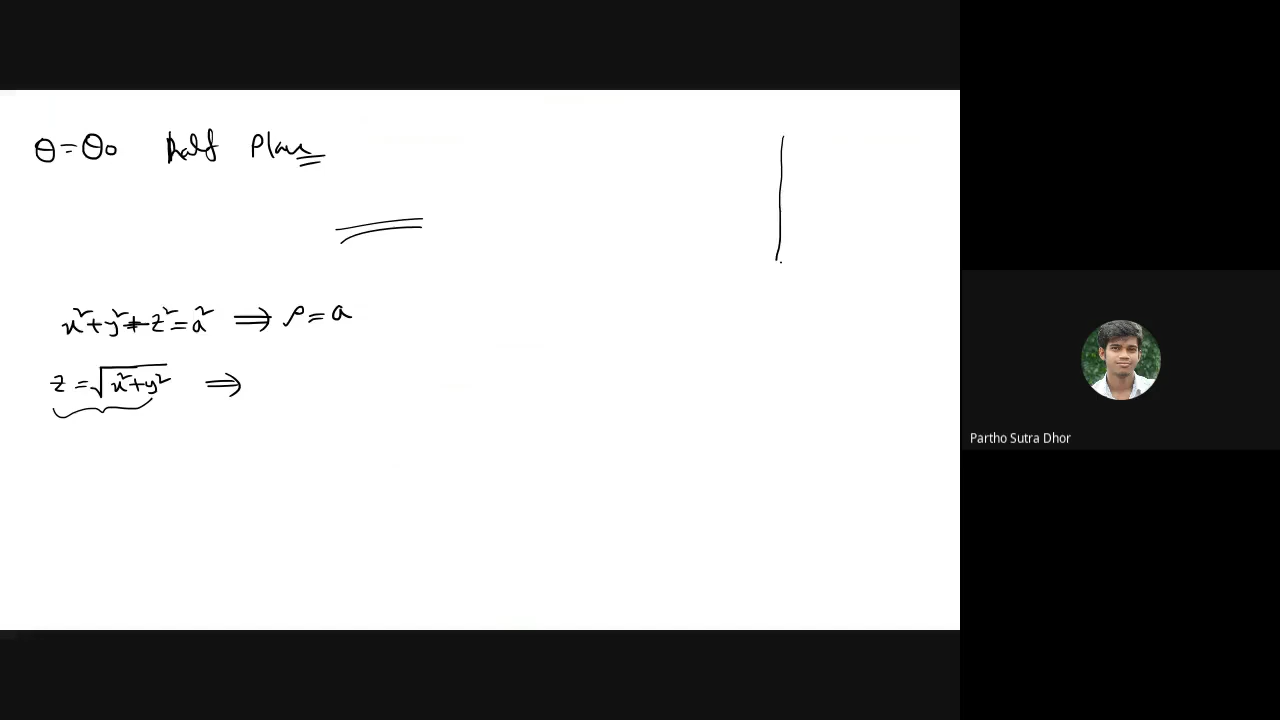 θ = θ₀ half Plane
x² + y² + z² = a² ⟹ ρ = a
z = √(x² + y²) ⟹
Partho Sutra Dhor